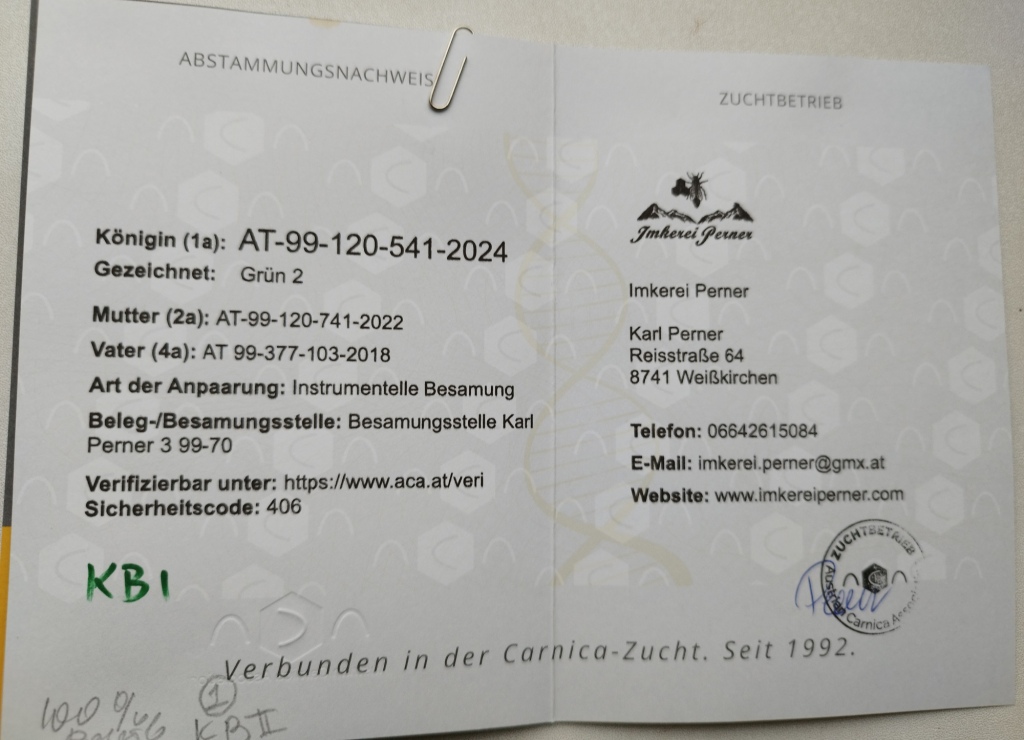 ABSTAMMUNGSNACHWEIS
Königin (1a): AT-99-120-541-2024
Gezeichnet: Grün 2
Mutter (2a): AT-99-120-741-2022
Vater (4a): AT 99-377-103-2018
Art der Anpaarung: Instrumentelle Besamung
Beleg-/Besamungsstelle: Besamungsstelle Karl
Perner 3 99-70
Verifizierbar unter: https://www.aca.at/veri
Sicherheitscode: 406
KB1
ZUCHTBETRIEB
Imkerei Perner
Imkerei Perner
Karl Perner
Reisstraße 64
8741 Weißkirchen
Telefon: 06642615084
E-Mail: imkerei.perner@gmx.at
Website: www.imkereiperner.com
ZUCHTBETRIEB
Austrian Carnica
Verbunden in der Carnica-Zucht. Seit 1992.
100 %
1
KB II